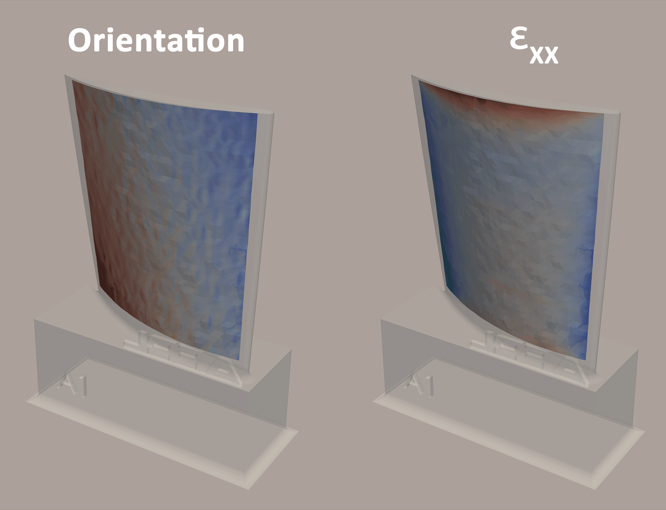 Orientation
εxx
A1
A1